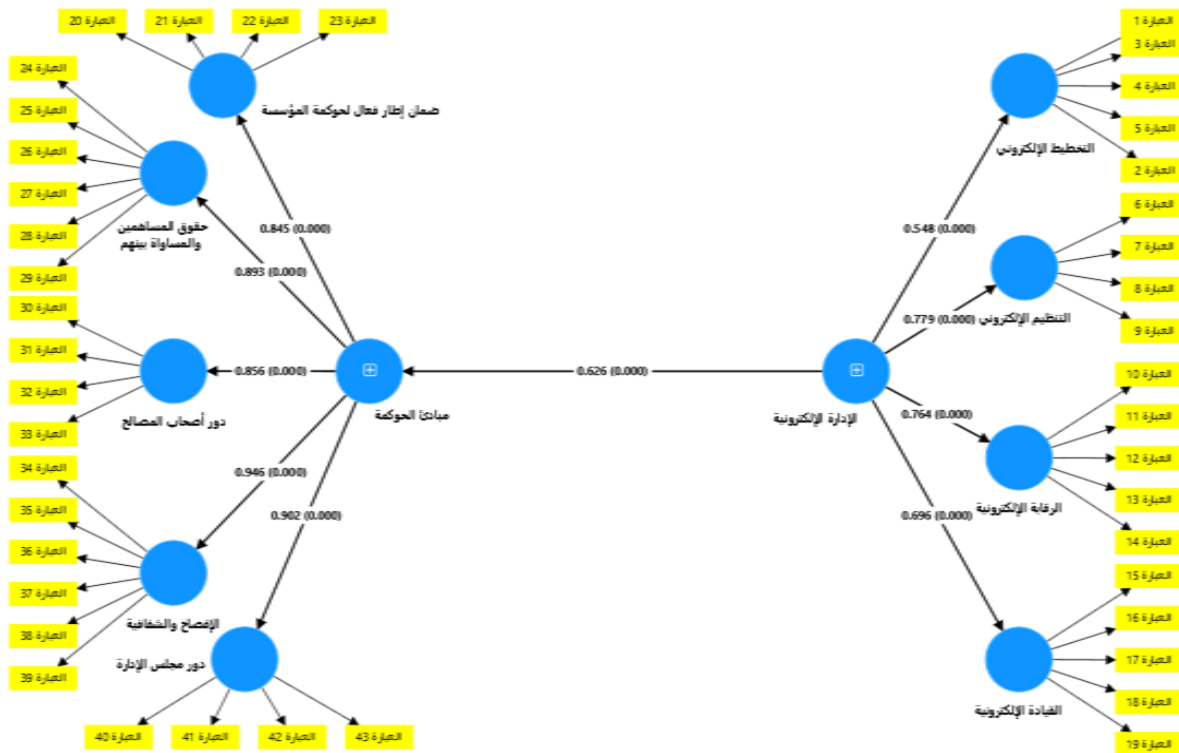 العبارة 20
العبارة 21
العبارة 22
العبارة 23
ضمان إطار فعال لحوكمة المؤسسة
العبارة 24
العبارة 25
العبارة 26
العبارة 27
العبارة 28
العبارة 29
حقوق المساهمين
والمساواة بينهم
العبارة 30
العبارة 31
العبارة 32
العبارة 33
دور أصحاب المصالح
العبارة 34
العبارة 35
العبارة 36
العبارة 37
العبارة 38
العبارة 39
الإفصاح والشفافية
دور مجلس الإدارة
العبارة 40
العبارة 41
العبارة 42
العبارة 43
0.845 (0.000)
0.893 (0.000)
0.856 (0.000)
0.946 (0.000)
0.902 (0.000)
مبادئ الحوكمة
0.626 (0.000)
الإدارة الإلكترونية
0.548 (0.000)
0.779 (0.000)
0.764 (0.000)
0.696 (0.000)
العبارة 1
العبارة 3
العبارة 4
العبارة 5
العبارة 2
التخطيط الإلكتروني
العبارة 6
العبارة 7
العبارة 8
العبارة 9
التنظيم الإلكتروني
العبارة 10
العبارة 11
العبارة 12
العبارة 13
العبارة 14
الرقابة الإلكترونية
العبارة 15
العبارة 16
العبارة 17
العبارة 18
العبارة 19
القيادة الإلكترونية